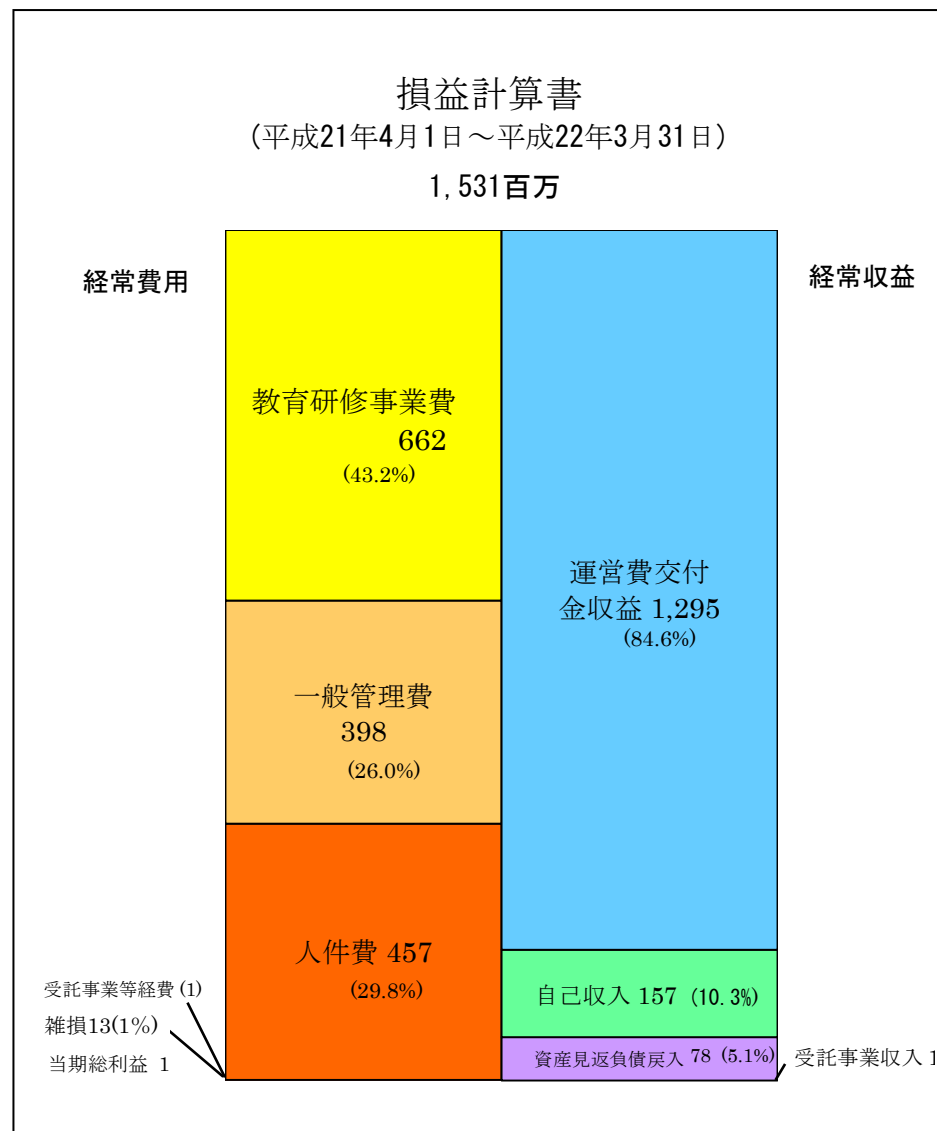 損益計算書
(平成21年4月1日～平成22年3月31日)
1,531百万
経常費用
経常収益
教育研修事業費
662
(43.2%)
運営費交付
金収益 1,295
(84.6%)
一般管理費
398
(26.0%)
人件費 457
(29.8%)
自己収入 157 (10.3%)
資産見返負債戻入 78 (5.1%)
受託事業収入 1
受託事業等経費 (1)
雑損13(1%)
当期総利益 1